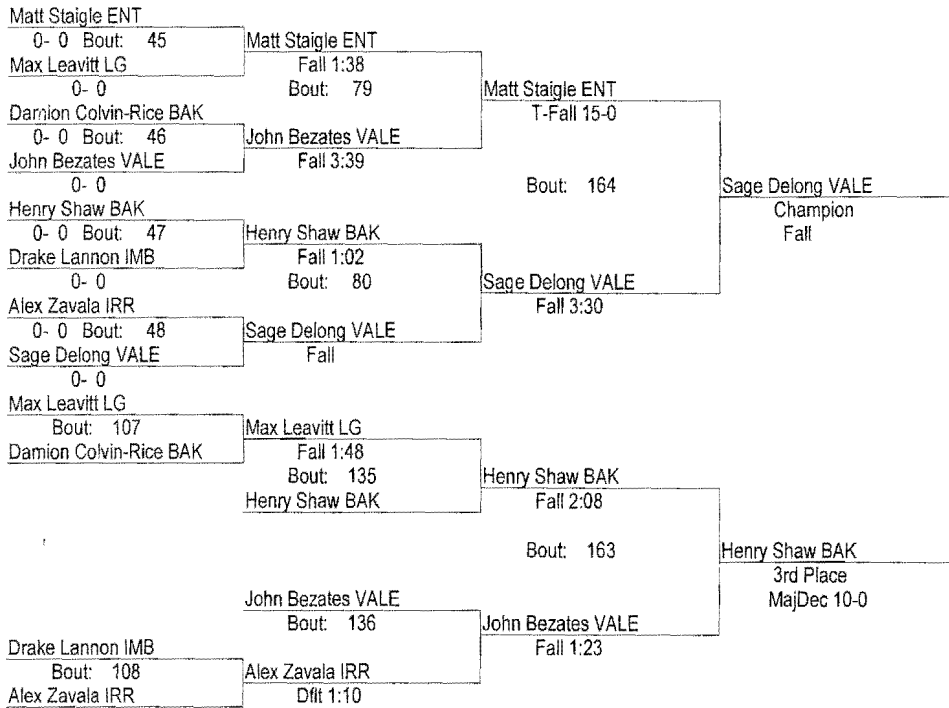 Matt Staigle ENT
0- 0 Bout: 45
Max Leavitt LG
0- 0
Damion Colvin-Rice BAK
0- 0 Bout: 46
John Bezates VALE
0- 0
Henry Shaw BAK
0- 0 Bout: 47
Drake Lannon IMB
0- 0
Alex Zavala IRR
0- 0 Bout: 48
Sage Delong VALE
0- 0
Matt Staigle ENT
Fall 1:38
Bout: 79
John Bezates VALE
Fall 3:39
Henry Shaw BAK
Fall 1:02
Bout: 80
Sage Delong VALE
Fall
Matt Staigle ENT
T-Fall 15-0
Bout: 164
Sage Delong VALE
Fall 3:30
Sage Delong VALE
Champion
Fall
Max Leavitt LG
Bout: 107
Damion Colvin-Rice BAK
Max Leavitt LG
Fall 1:48
Bout: 135
Henry Shaw BAK
Henry Shaw BAK
Fall 2:08
Bout: 163
John Bezates VALE
Bout: 136
Drake Lannon IMB
Bout: 108
Alex Zavala IRR
Alex Zavala IRR
Dflt 1:10
John Bezates VALE
Fall 1:23
Henry Shaw BAK
3rd Place
MajDec 10-0